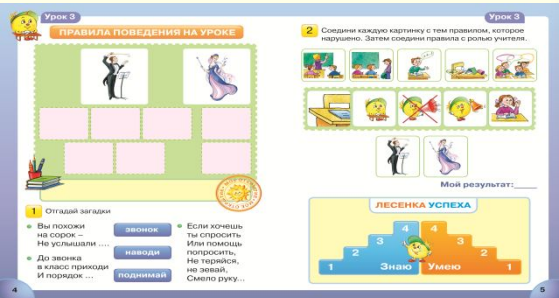 Урок 3
ПРАВИЛА ПОВЕДЕНИЯ НА УРОКЕ
1 Отгадай загадки
Вы похожи
на сорок –
Не услышали ....
До звонка
в класс приходи
И порядок ...
звонок
наводи
поднимай
Если хочешь
ты спросить
Или помощь
попросить,
Не теряйся,
не зевай,
Смело руку...
4
Урок 3
2 Соедини каждую картинку с тем правилом, которое
нарушено. Затем соедини правила с ролью учителя.
Мой результат:
ЛЕСЕНКА УСПЕХА
4 4
3 3
2 2
1 Знаю Умею 1
5